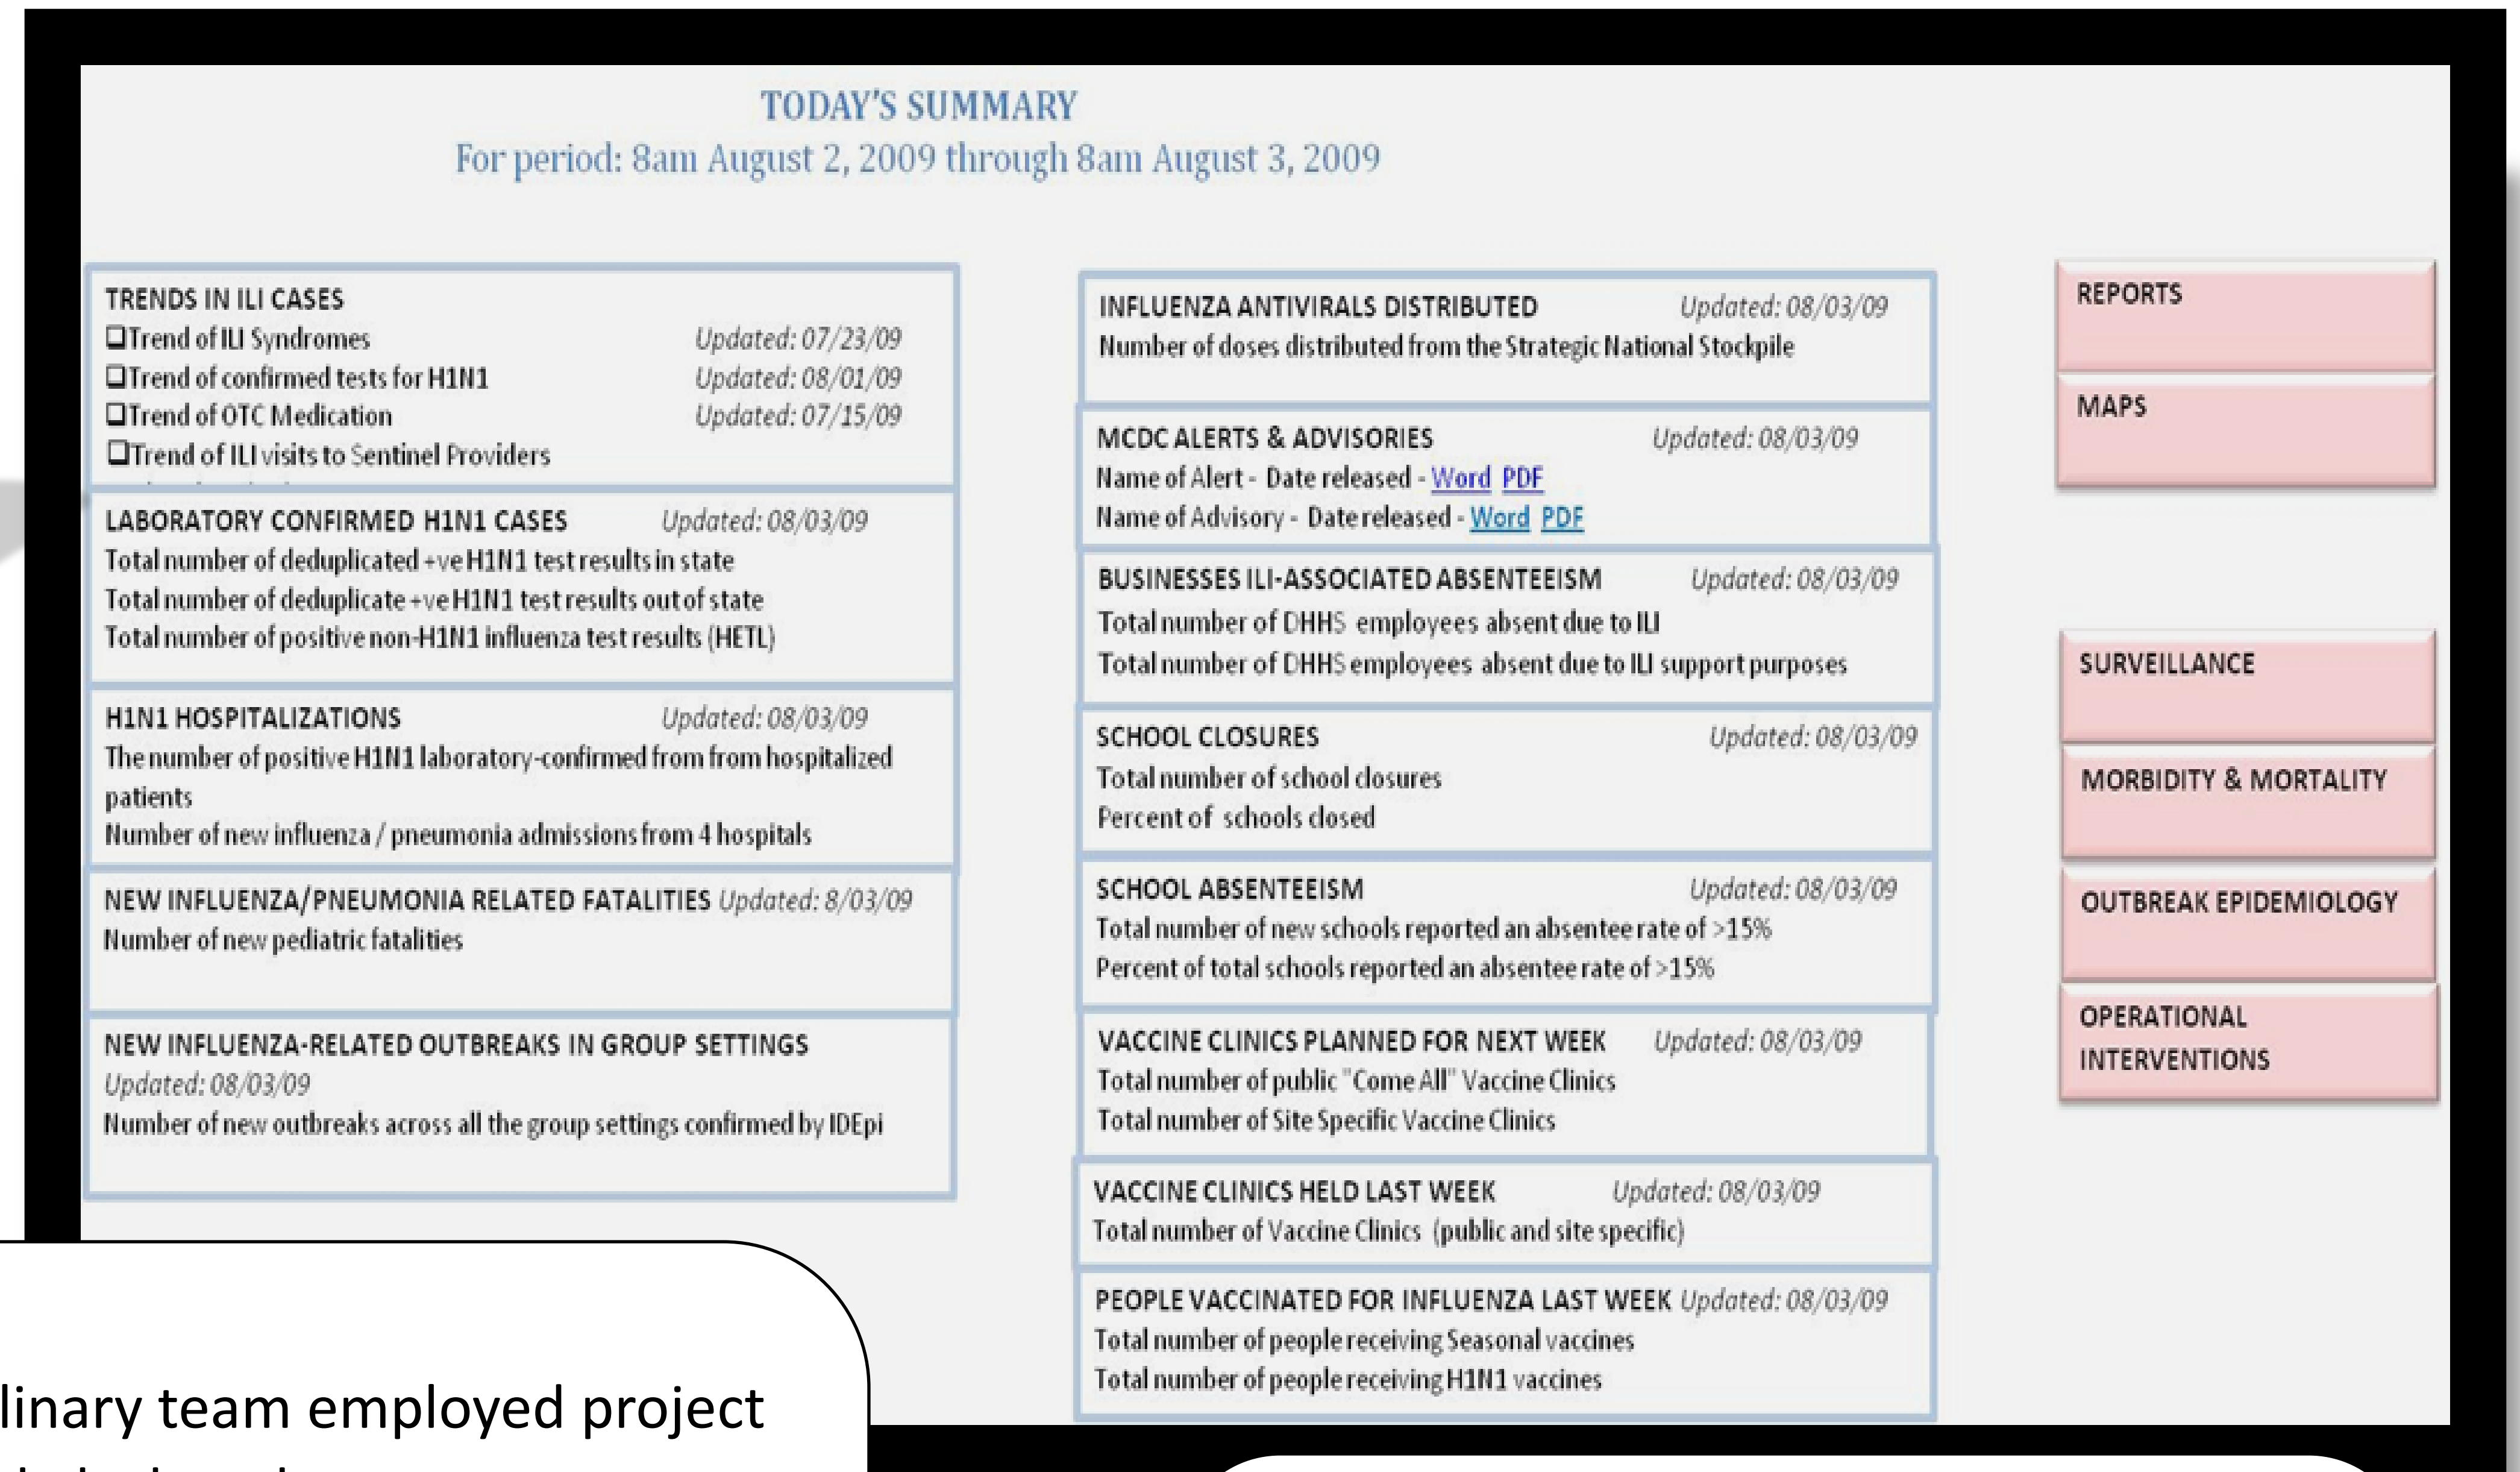 TODAY'S SUMMARY
For period: 8am August 2, 2009 through 8am August 3, 2009
TRENDS IN ILI CASES
❑Trend of ILI Syndromes Updated: 07/23/09
❑Trend of confirmed tests for H1N1 Updated: 08/01/09
❑Trend of OTC Medication Updated: 07/15/09
❑Trend of ILI visits to Sentinel Providers
LABORATORY CONFIRMED H1N1 CASES Updated: 08/03/09
Total number of deduplicated +ve H1N1 test results in state
Total number of deduplicate +ve H1N1 test results out of state
Total number of positive non-H1N1 influenza test results (HETL)
H1N1 HOSPITALIZATIONS Updated: 08/03/09
The number of positive H1N1 laboratory-confirmed from from hospitalized
patients
Number of new influenza / pneumonia admissions from 4 hospitals
NEW INFLUENZA/PNEUMONIA RELATED FATALITIES Updated: 8/03/09
Number of new pediatric fatalities
NEW INFLUENZA-RELATED OUTBREAKS IN GROUP SETTINGS
Updated: 08/03/09
Number of new outbreaks across all the group settings confirmed by IDEpi
INFLUENZA ANTIVIRALS DISTRIBUTED Updated: 08/03/09
Number of doses distributed from the Strategic National Stockpile
MCDC ALERTS & ADVISORIES Updated: 08/03/09
Name of Alert - Date released - Word PDF
Name of Advisory - Date released - Word PDF
BUSINESSES ILI-ASSOCIATED ABSENTEEISM Updated: 08/03/09
Total number of DHHS employees absent due to ILI
Total number of DHHS employees absent due to ILI support purposes
SCHOOL CLOSURES Updated: 08/03/09
Total number of school closures
Percent of schools closed
SCHOOL ABSENTEEISM Updated: 08/03/09
Total number of new schools reported an absentee rate of >15%
Percent of total schools reported an absentee rate of >15%
VACCINE CLINICS PLANNED FOR NEXT WEEK Updated: 08/03/09
Total number of public "Come All" Vaccine Clinics
Total number of Site Specific Vaccine Clinics
VACCINE CLINICS HELD LAST WEEK Updated: 08/03/09
Total number of Vaccine Clinics (public and site specific)
PEOPLE VACCINATED FOR INFLUENZA LAST WEEK Updated: 08/03/09
Total number of people receiving Seasonal vaccines
Total number of people receiving H1N1 vaccines
REPORTS
MAPS
SURVEILLANCE
MORBIDITY & MORTALITY
OUTBREAK EPIDEMIOLOGY
OPERATIONAL
INTERVENTIONS
linary team employed project